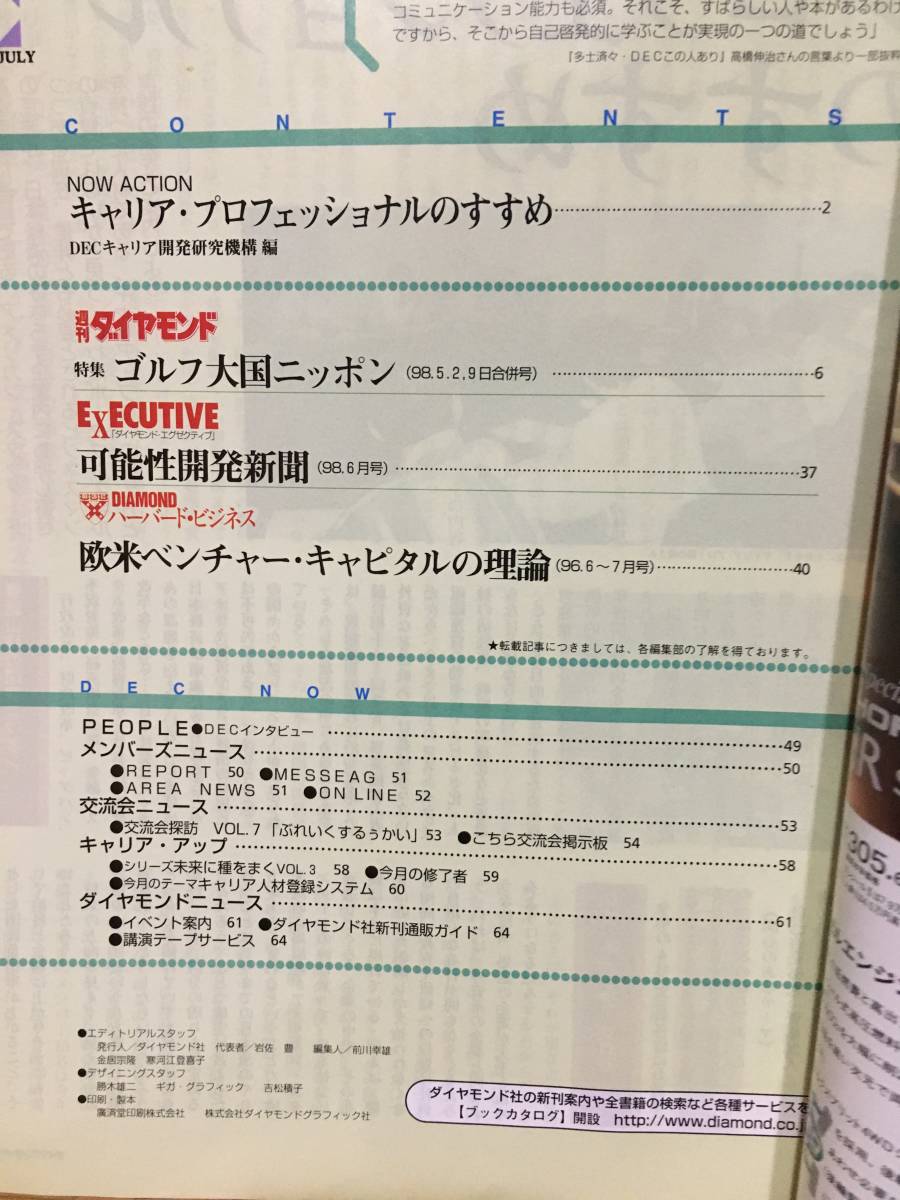 コミュニケーション能力も必須。それこそ、すばらしい人や本があるわけ
ですから、そこから自己啓発的に学ぶことが実現の一つの道でしょう」
『多士済々・DECこの人あり』高橋伸治さんの言葉より一部抜粋
JULY
CONTENTS
NOW ACTION
キャリア・プロフェッショナルのすすめ……2
DECキャリア開発研究機構 編
週刊ダイヤモンド
特集 ゴルフ大国ニッポン(98.5.2,9日合併号)……6
EXECUTIVE
「ダイヤモンド・エグゼクティブ」
可能性開発新聞(98.6月号)……37
DIAMOND
ハーバード・ビジネス
欧米ベンチャー・キャピタルの理論(96.6〜7月号)……40
★転載記事につきましては、各編集部の了解を得ております。
DEC NOW
PEOPLE●DECインタビュー……49
メンバーズニュース……50
●REPORT 50 ●MESSEAG 51
●AREA NEWS 51 ●ON LINE 52
交流会ニュース……53
●交流会探訪 VOL.7「ぶれいくするぅかい」53 ●こちら交流会掲示板 54
キャリア・アップ……58
●シリーズ未来に種をまくVOL.3 58 ●今月の修了者 59
●今月のテーマキャリア人材登録システム 60
ダイヤモンドニュース……61
●イベント案内 61 ●ダイヤモンド社新刊通販ガイド 64
●講演テープサービス 64
●エディトリアルスタッフ
発行人/ダイヤモンド社 代表者/岩佐 豊 編集人/前川幸雄
金居宗隆 寒河江登喜子
●デザイニングスタッフ
勝木雄二 ギガ・グラフィック 吉松積子
●印刷・製本
廣済堂印刷株式会社 株式会社ダイヤモンドグラフィック社
ダイヤモンド社の新刊案内や全書籍の検索など各種サービスを
【ブックカタログ】開設 http://www.diamond.co.j
305.